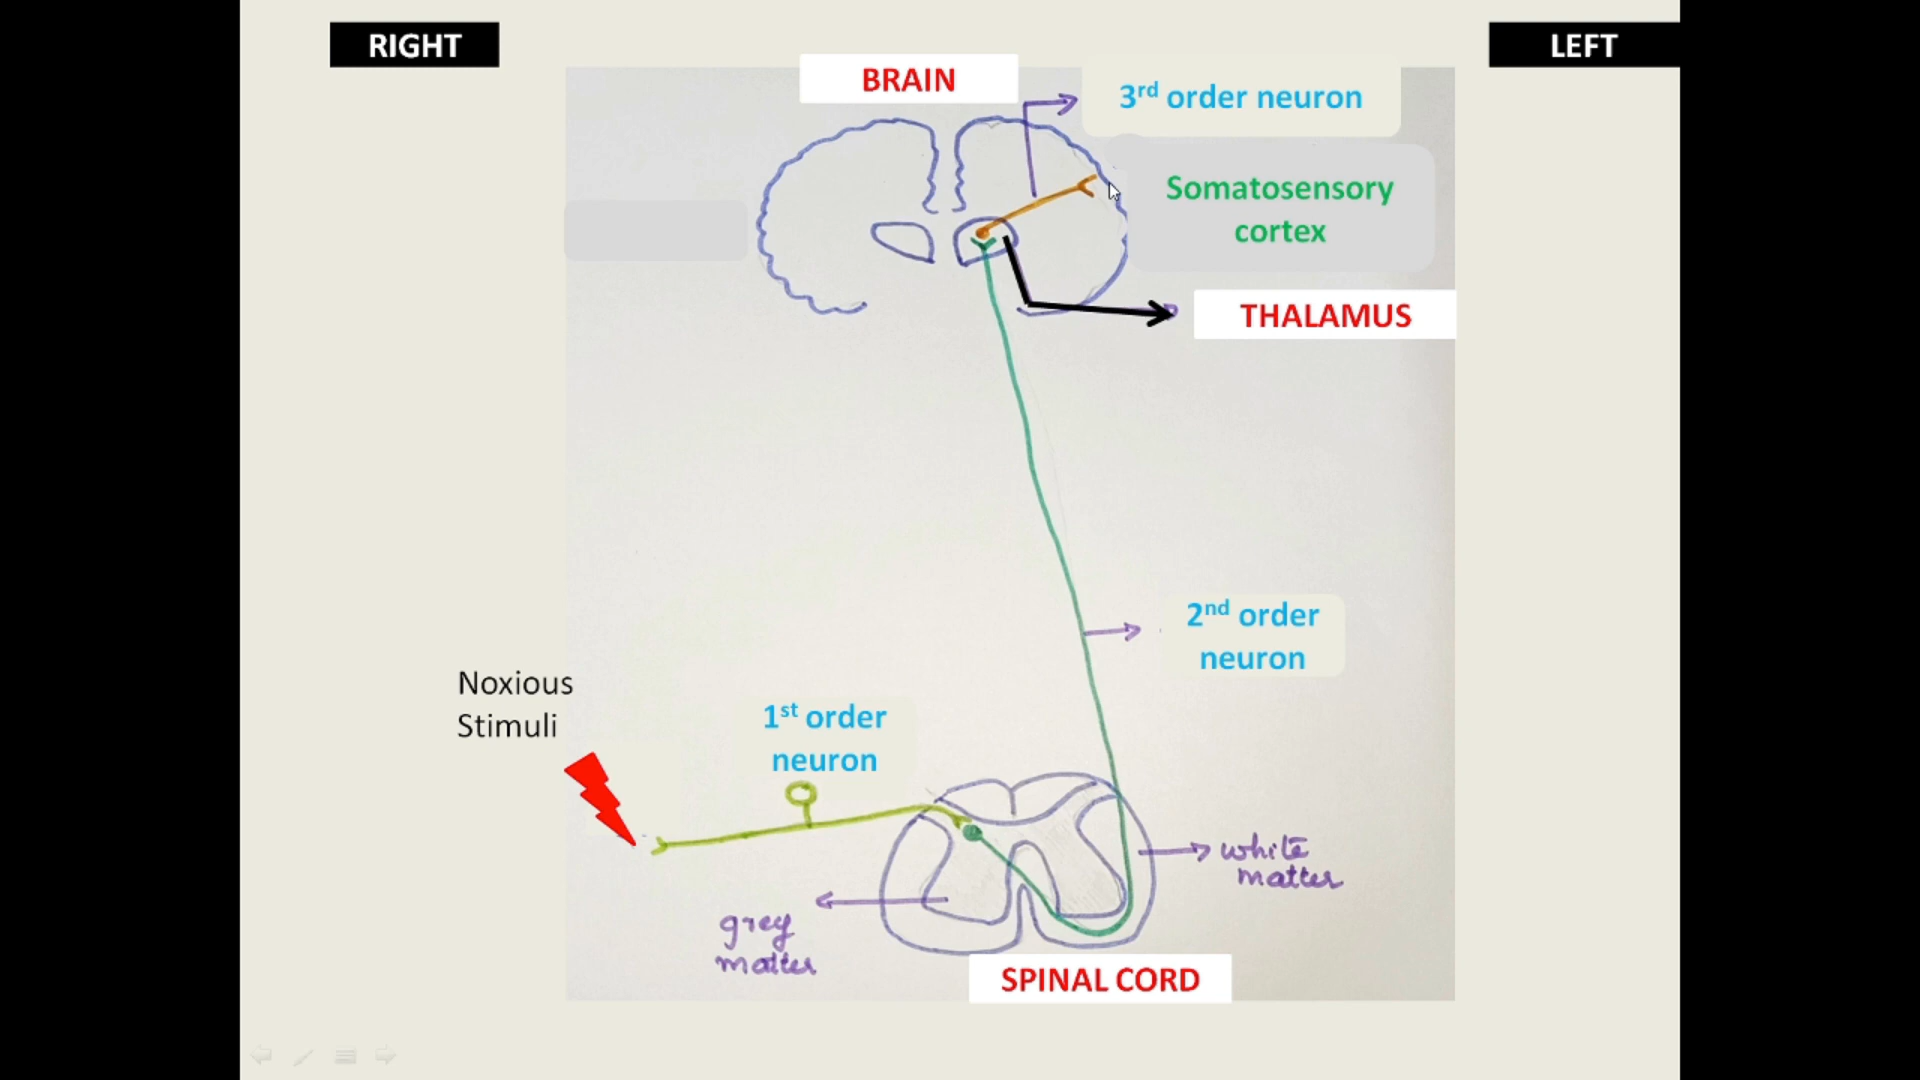 RIGHT
LEFT
BRAIN
3rd order neuron
Somatosensory
cortex
THALAMUS
2nd order
neuron
Noxious
Stimuli
1st order
neuron
white
matter
grey
matter
SPINAL CORD